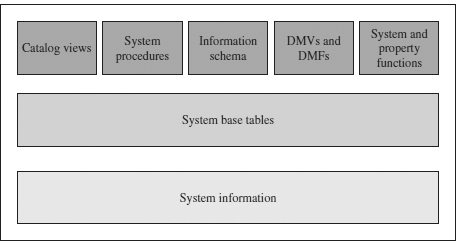 Catalog views
System
procedures
Information
schema
DMVs and
DMFs
System and
property
functions
System base tables
System information